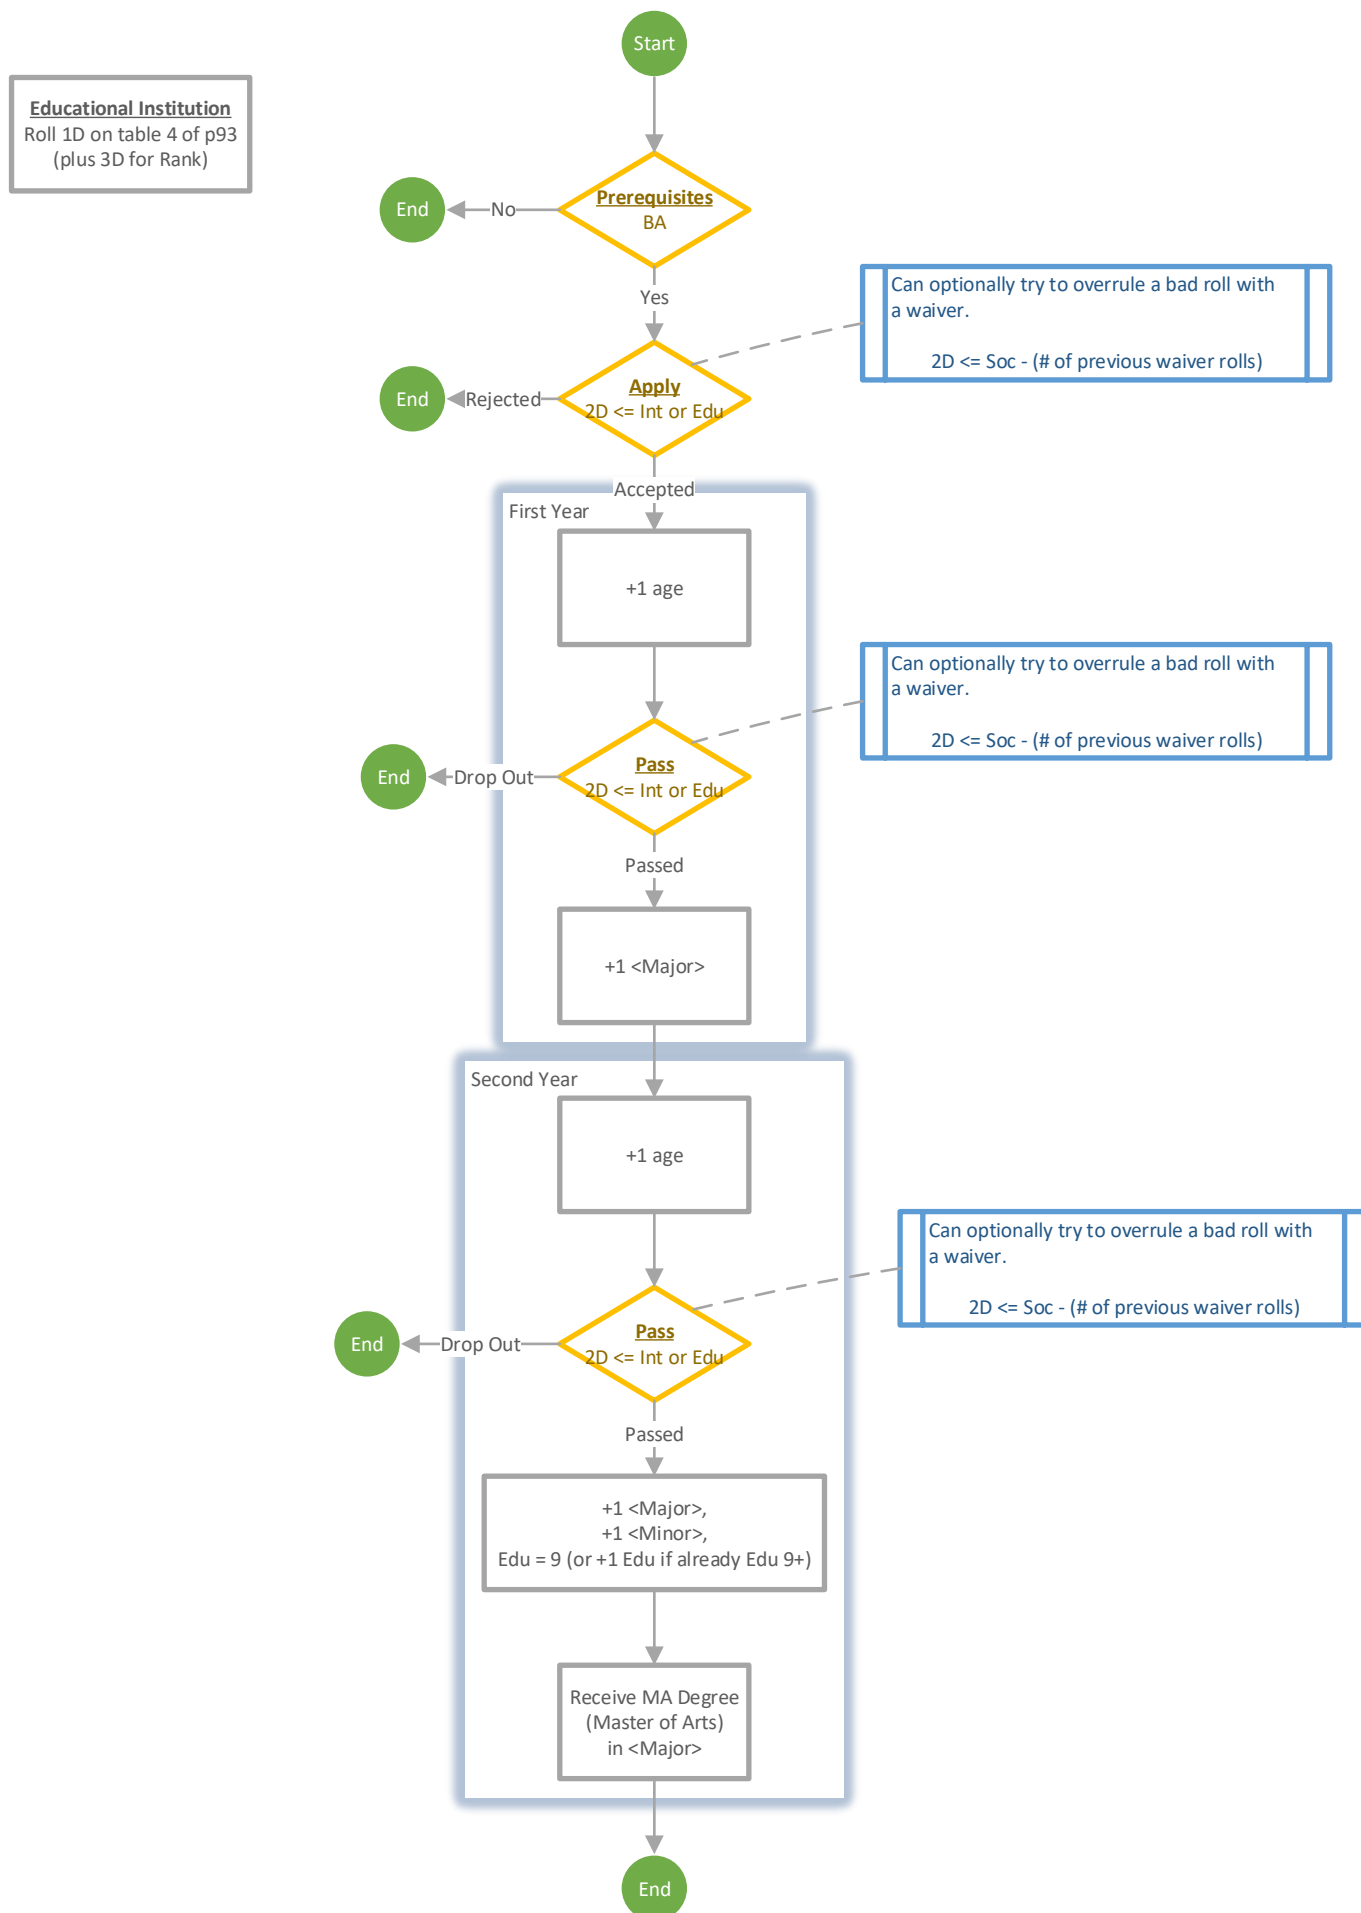 Start
Educational Institution
Roll 1D on table 4 of p93
(plus 3D for Rank)
Prerequisites
BA
No
End
Yes
Can optionally try to overrule a bad roll with
a waiver.
2D <= Soc - (# of previous waiver rolls)
Apply
2D <= Int or Edu
Rejected
End
Accepted
First Year
+1 age
Can optionally try to overrule a bad roll with
a waiver.
2D <= Soc - (# of previous waiver rolls)
Pass
2D <= Int or Edu
Drop Out
End
Passed
+1 <Major>
Second Year
+1 age
Can optionally try to overrule a bad roll with
a waiver.
2D <= Soc - (# of previous waiver rolls)
Pass
2D <= Int or Edu
Drop Out
End
Passed
+1 <Major>,
+1 <Minor>,
Edu = 9 (or +1 Edu if already Edu 9+)
Receive MA Degree
(Master of Arts)
in <Major>
End